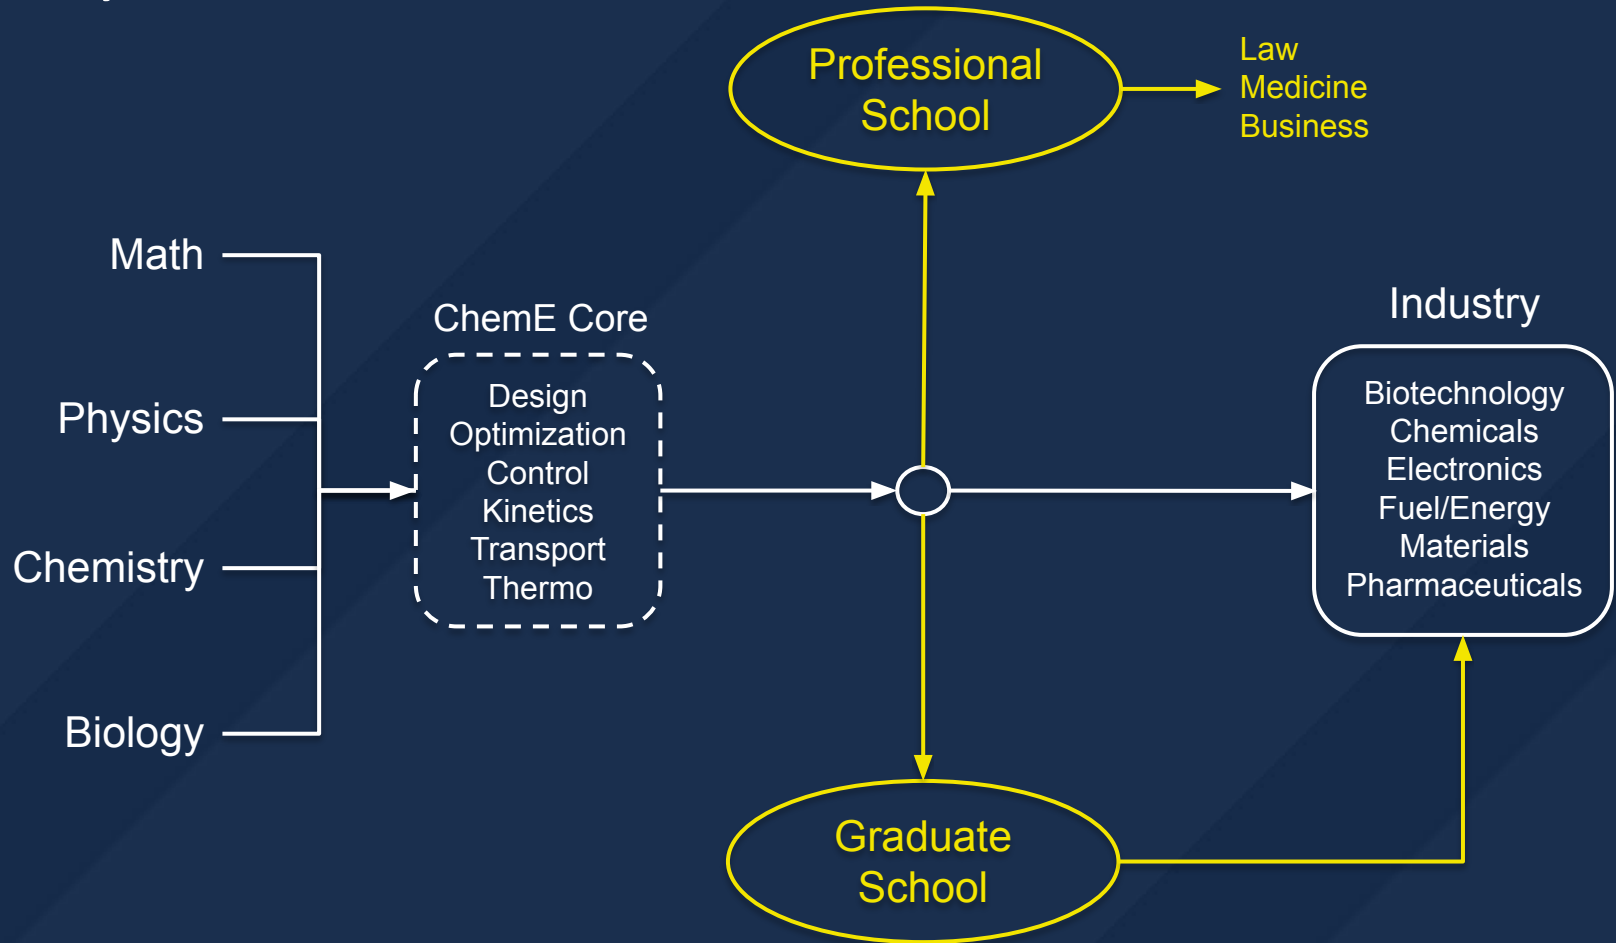 Professional
School
Law
Medicine
Business
Math
Physics
Chemistry
Biology
ChemE Core
Design
Optimization
Control
Kinetics
Transport
Thermo
Industry
Biotechnology
Chemicals
Electronics
Fuel/Energy
Materials
Pharmaceuticals
Graduate
School